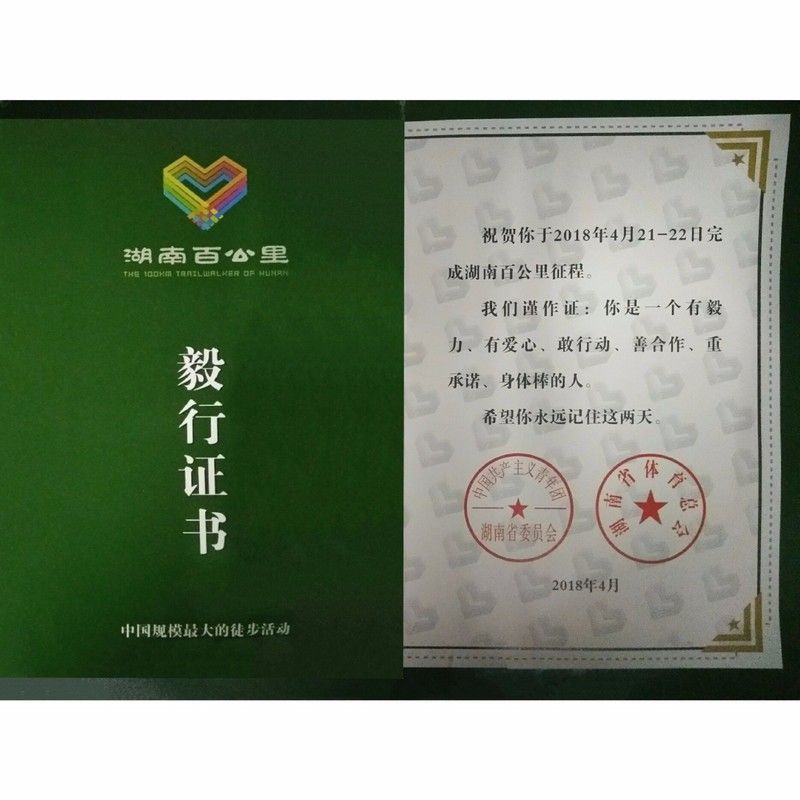 湖南百公里
THE 100KM TRAILWALKER OF HUNAN
毅行证书
中国规模最大的徒步活动
祝贺你于2018年4月21-22日完
成湖南百公里征程。
我们谨作证：你是一个有毅
力、有爱心、敢行动、善合作、重
承诺、身体棒的人。
希望你永远记住这两天。
中国共产主义青年团
湖南省委员会
湖南省体育总会
2018年4月